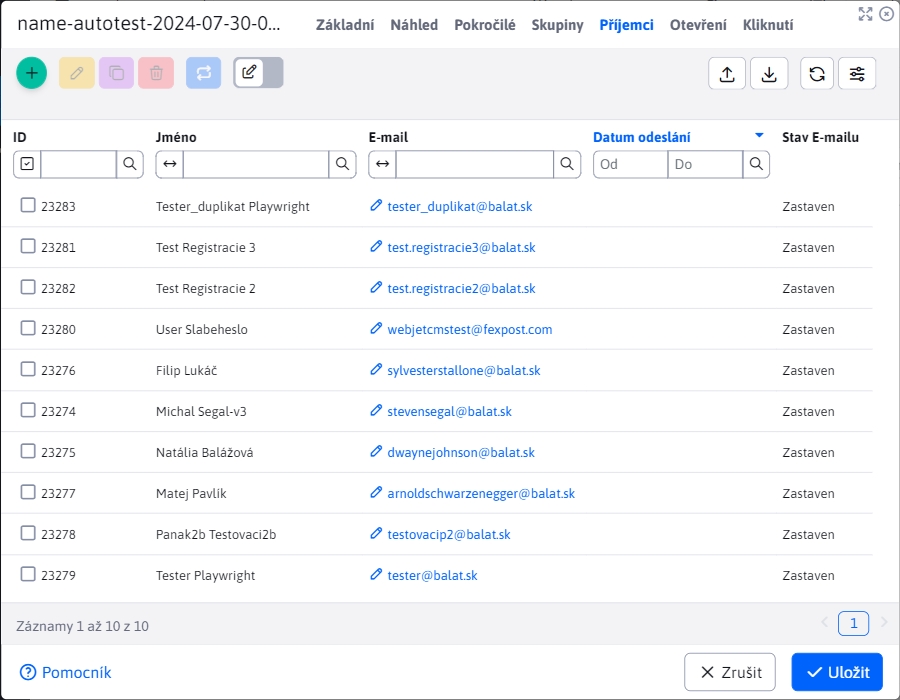 name-autotest-2024-07-30-0... Základní Náhled Pokročilé Skupiny Příjemci Otevření Kliknutí
ID Jméno E-mail Datum odeslání Stav E-mailu
Od Do
23283 Tester_duplikat Playwright tester_duplikat@balat.sk Zastaven
23281 Test Registracie 3 test.registracie3@balat.sk Zastaven
23282 Test Registracie 2 test.registracie2@balat.sk Zastaven
23280 User Slabeheslo webjetcmstest@fexpost.com Zastaven
23276 Filip Lukáč sylvesterstallone@balat.sk Zastaven
23274 Michal Segal-v3 stevensegal@balat.sk Zastaven
23275 Natália Balážová dwaynejohnson@balat.sk Zastaven
23277 Matej Pavlík arnoldschwarzenegger@balat.sk Zastaven
23278 Panak2b Testovaci2b testovacip2@balat.sk Zastaven
23279 Tester Playwright tester@balat.sk Zastaven
Záznamy 1 až 10 z 10 1
Pomocník Zrušit Uložit